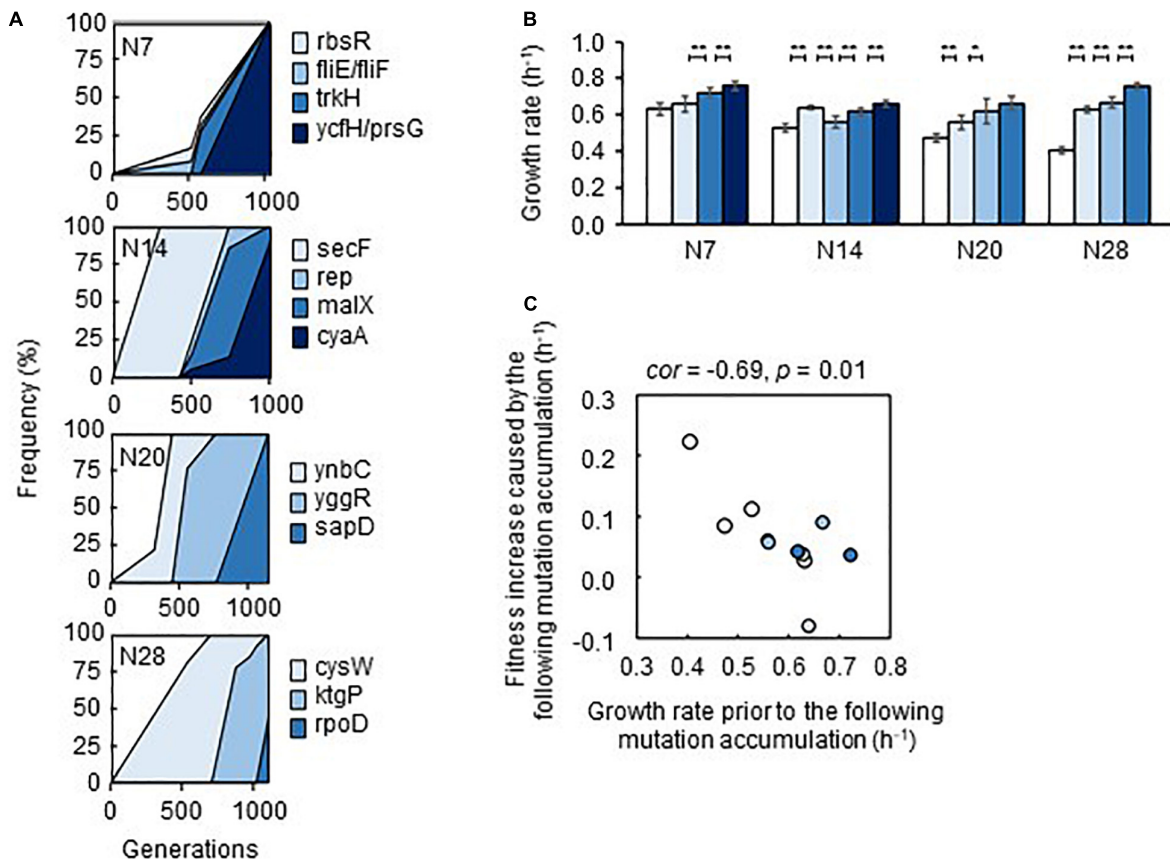 A
N7
100
75
50
25
0
0 500 1000
rbsR
fliE/fliF
trkH
ycfH/prsG
N14
100
75
50
25
0
0 500 1000
secF
rep
malX
cyaA
N20
100
75
50
25
0
0 500 1000
ynbC
yggR
sapD
N28
100
75
50
25
0
0 500 1000
cysW
ktgP
rpoD
Frequency (%)
Generations
B
Growth rate (h⁻¹)
1.0
0.8
0.6
0.4
0.2
0.0
** ** ** ** ** ** ** * ** ** **
N7 N14 N20 N28
C
cor = -0.69, p = 0.01
Fitness increase caused by the
following mutation accumulation (h⁻¹)
0.3
0.2
0.1
0.0
-0.1
0.3 0.4 0.5 0.6 0.7 0.8
Growth rate prior to the following
mutation accumulation (h⁻¹)